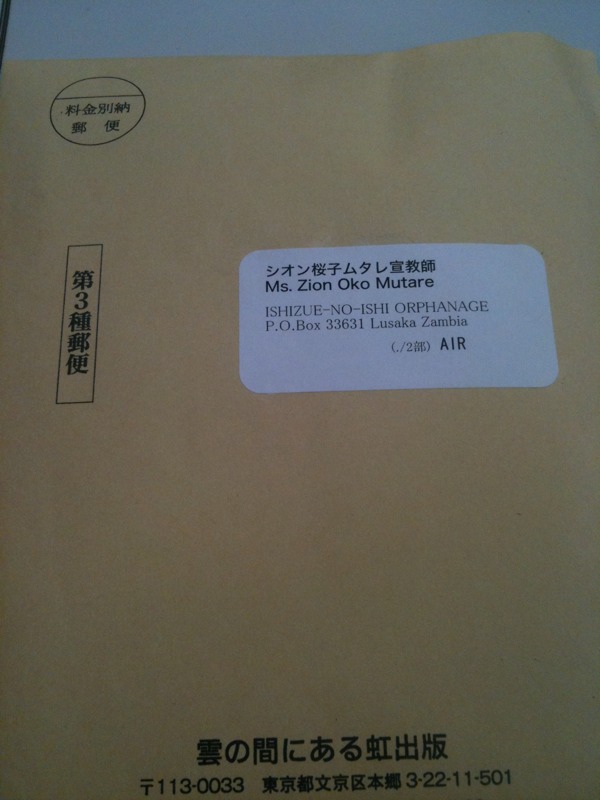 料金別納
郵便
第3種郵便
シオン桜子ムタレ宣教師
Ms. Zion Oko Mutare
ISHIZUE-NO-ISHI ORPHANAGE
P.O.Box 33631 Lusaka Zambia
(./2部) AIR
雲の間にある虹出版
〒113-0033 東京都文京区本郷 3-22-11-501